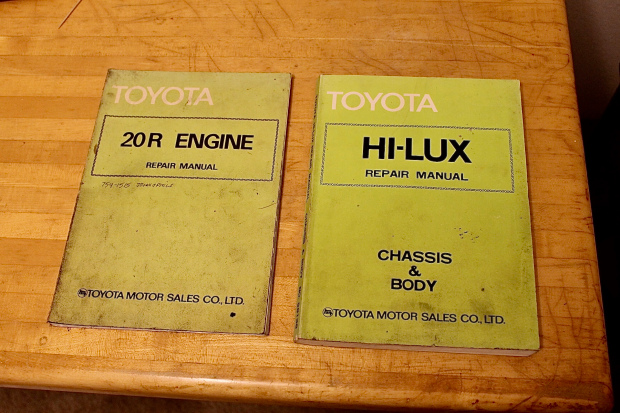 TOYOTA
20R ENGINE
REPAIR MANUAL
TOYOTA MOTOR SALES CO., LTD.
TOYOTA
HI-LUX
REPAIR MANUAL
CHASSIS
&
BODY
TOYOTA MOTOR SALES CO., LTD.